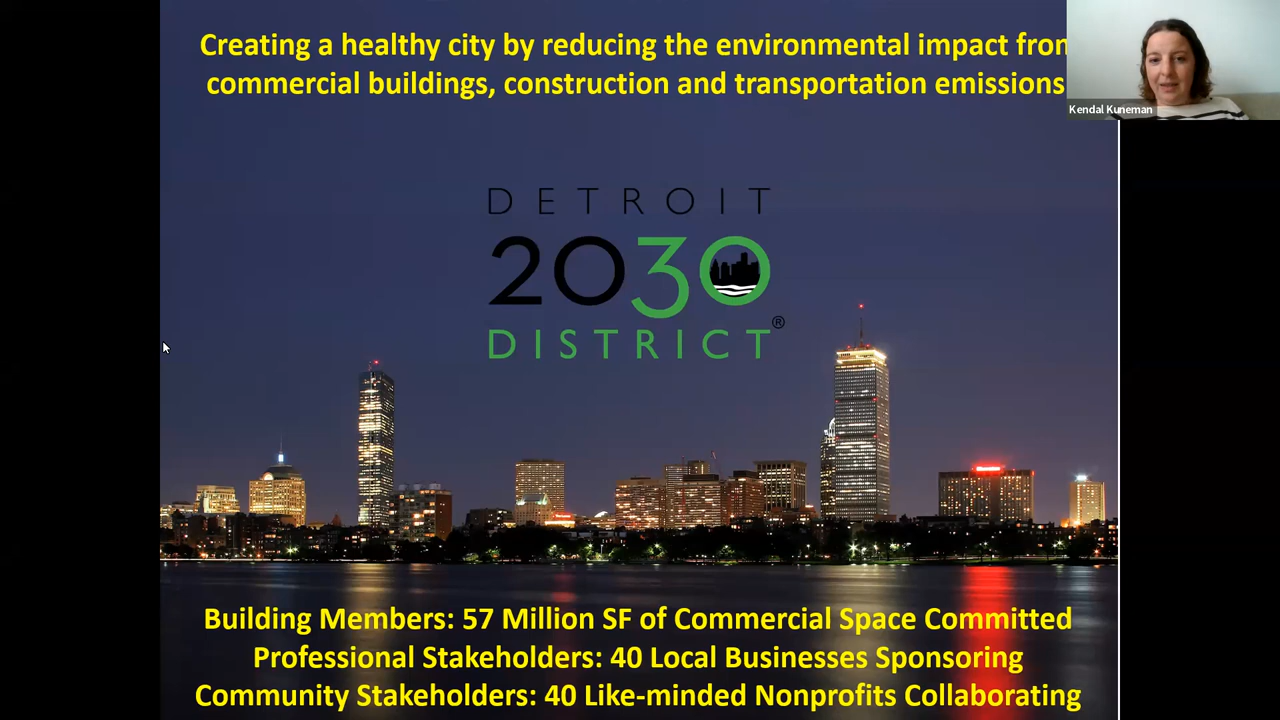 Creating a healthy city by reducing the environmental impact from
commercial buildings, construction and transportation emissions
Kendal Kuneman
DETROIT
2030
®
DISTRICT
Building Members: 57 Million SF of Commercial Space Committed
Professional Stakeholders: 40 Local Businesses Sponsoring
Community Stakeholders: 40 Like-minded Nonprofits Collaborating